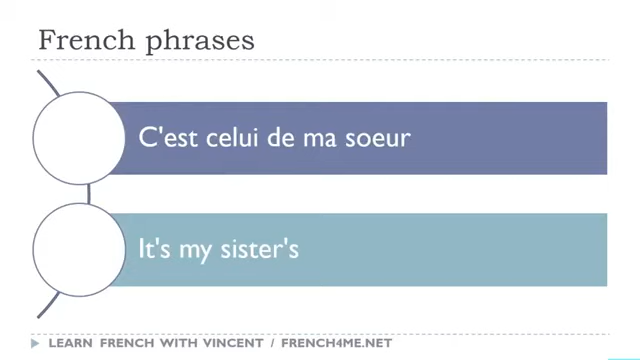 French phrases
C'est celui de ma soeur
It's my sister's
LEARN FRENCH WITH VINCENT / FRENCH4ME.NET